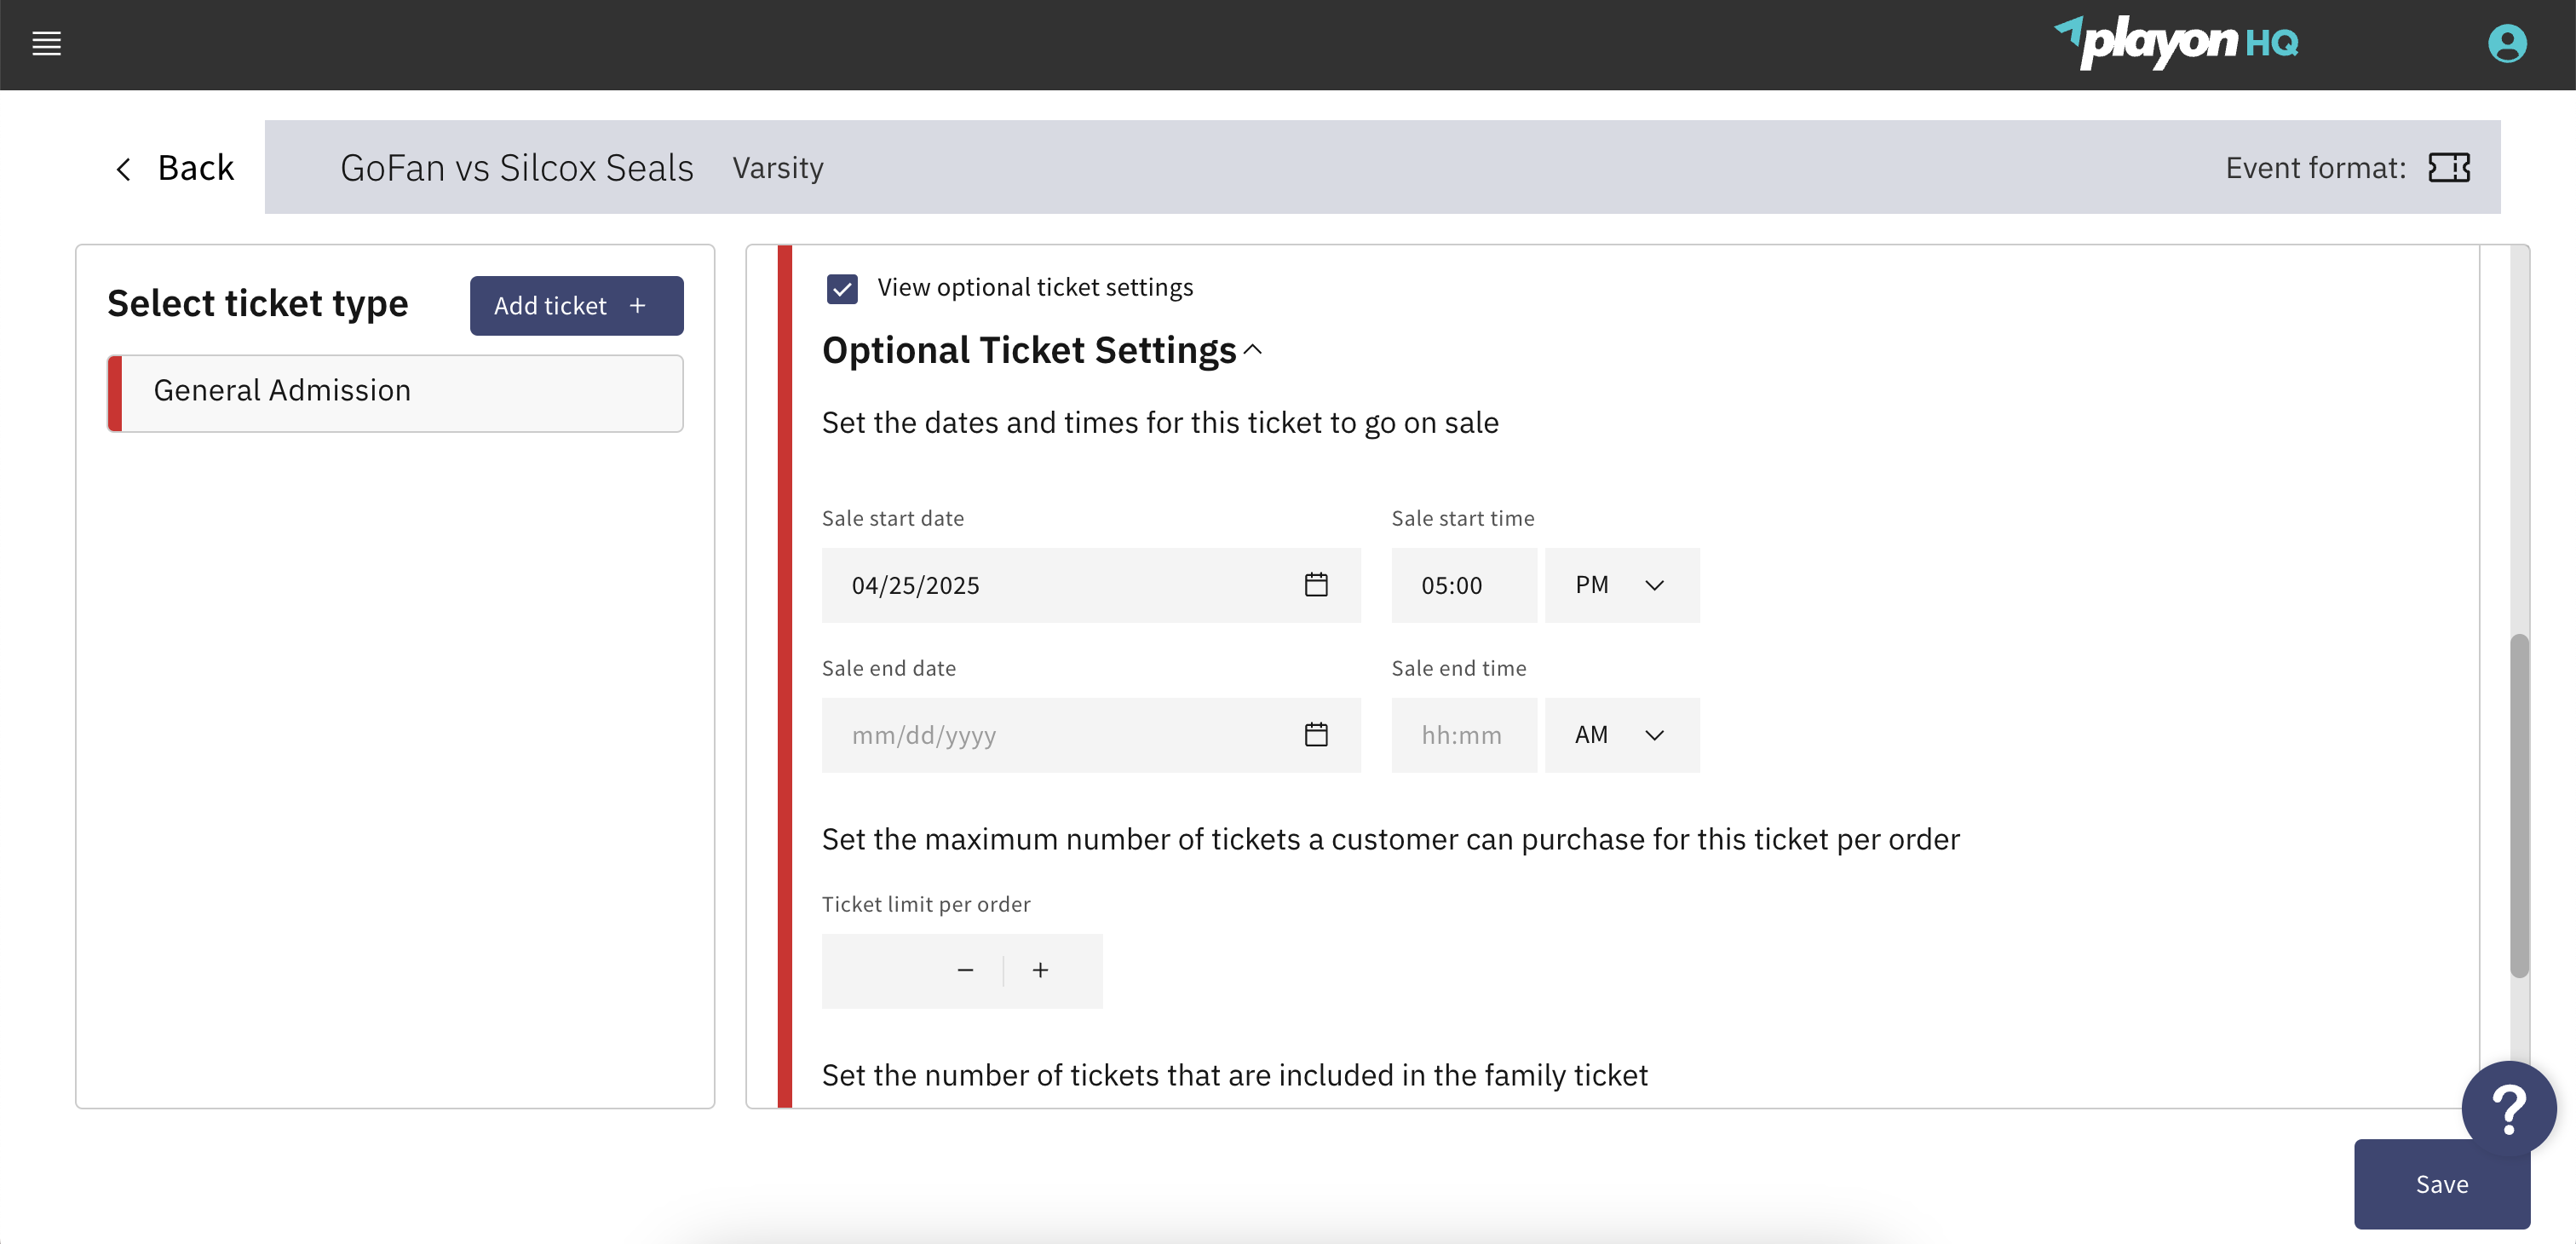 playon HQ
Back
GoFan vs Silcox Seals Varsity
Event format:
Select ticket type
Add ticket +
General Admission
View optional ticket settings
Optional Ticket Settings
Set the dates and times for this ticket to go on sale
Sale start date
Sale start time
04/25/2025
05:00
PM
Sale end date
Sale end time
mm/dd/yyyy
hh:mm
AM
Set the maximum number of tickets a customer can purchase for this ticket per order
Ticket limit per order
− +
Set the number of tickets that are included in the family ticket
?
Save